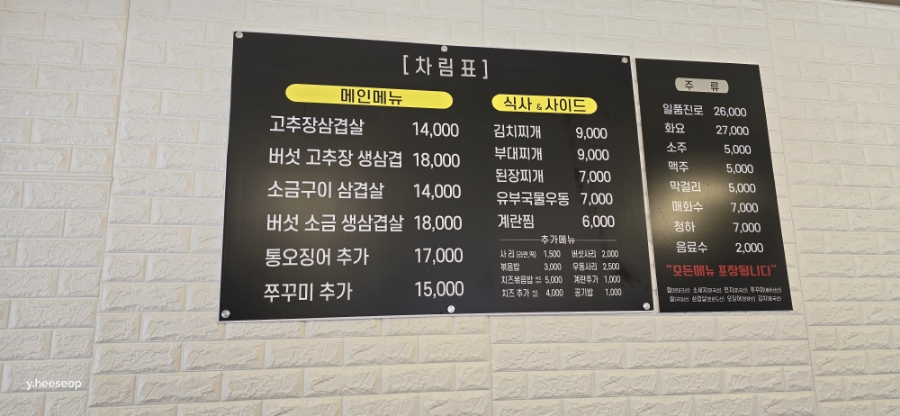 [차림표]
메인메뉴
고추장삼겹살 14,000
버섯 고추장 생삼겹 18,000
소금구이 삼겹살 14,000
버섯 소금 생삼겹살 18,000
통오징어 추가 17,000
쭈꾸미 추가 15,000
식사 & 사이드
김치찌개 9,000
부대찌개 9,000
된장찌개 7,000
유부국물우동 7,000
계란찜 6,000
추가메뉴
사 리 1,500 버섯사리 2,000
볶음밥 3,000 우동사리 2,500
치즈볶음밥 5,000 계란추가 1,000
치즈 추가 4,000 공기밥 1,000
주 류
일품진로 26,000
화요 27,000
소주 5,000
맥주 5,000
막걸리 5,000
매화수 7,000
청하 7,000
음료수 2,000
"모든메뉴 포장됩니다"
y.heeseop